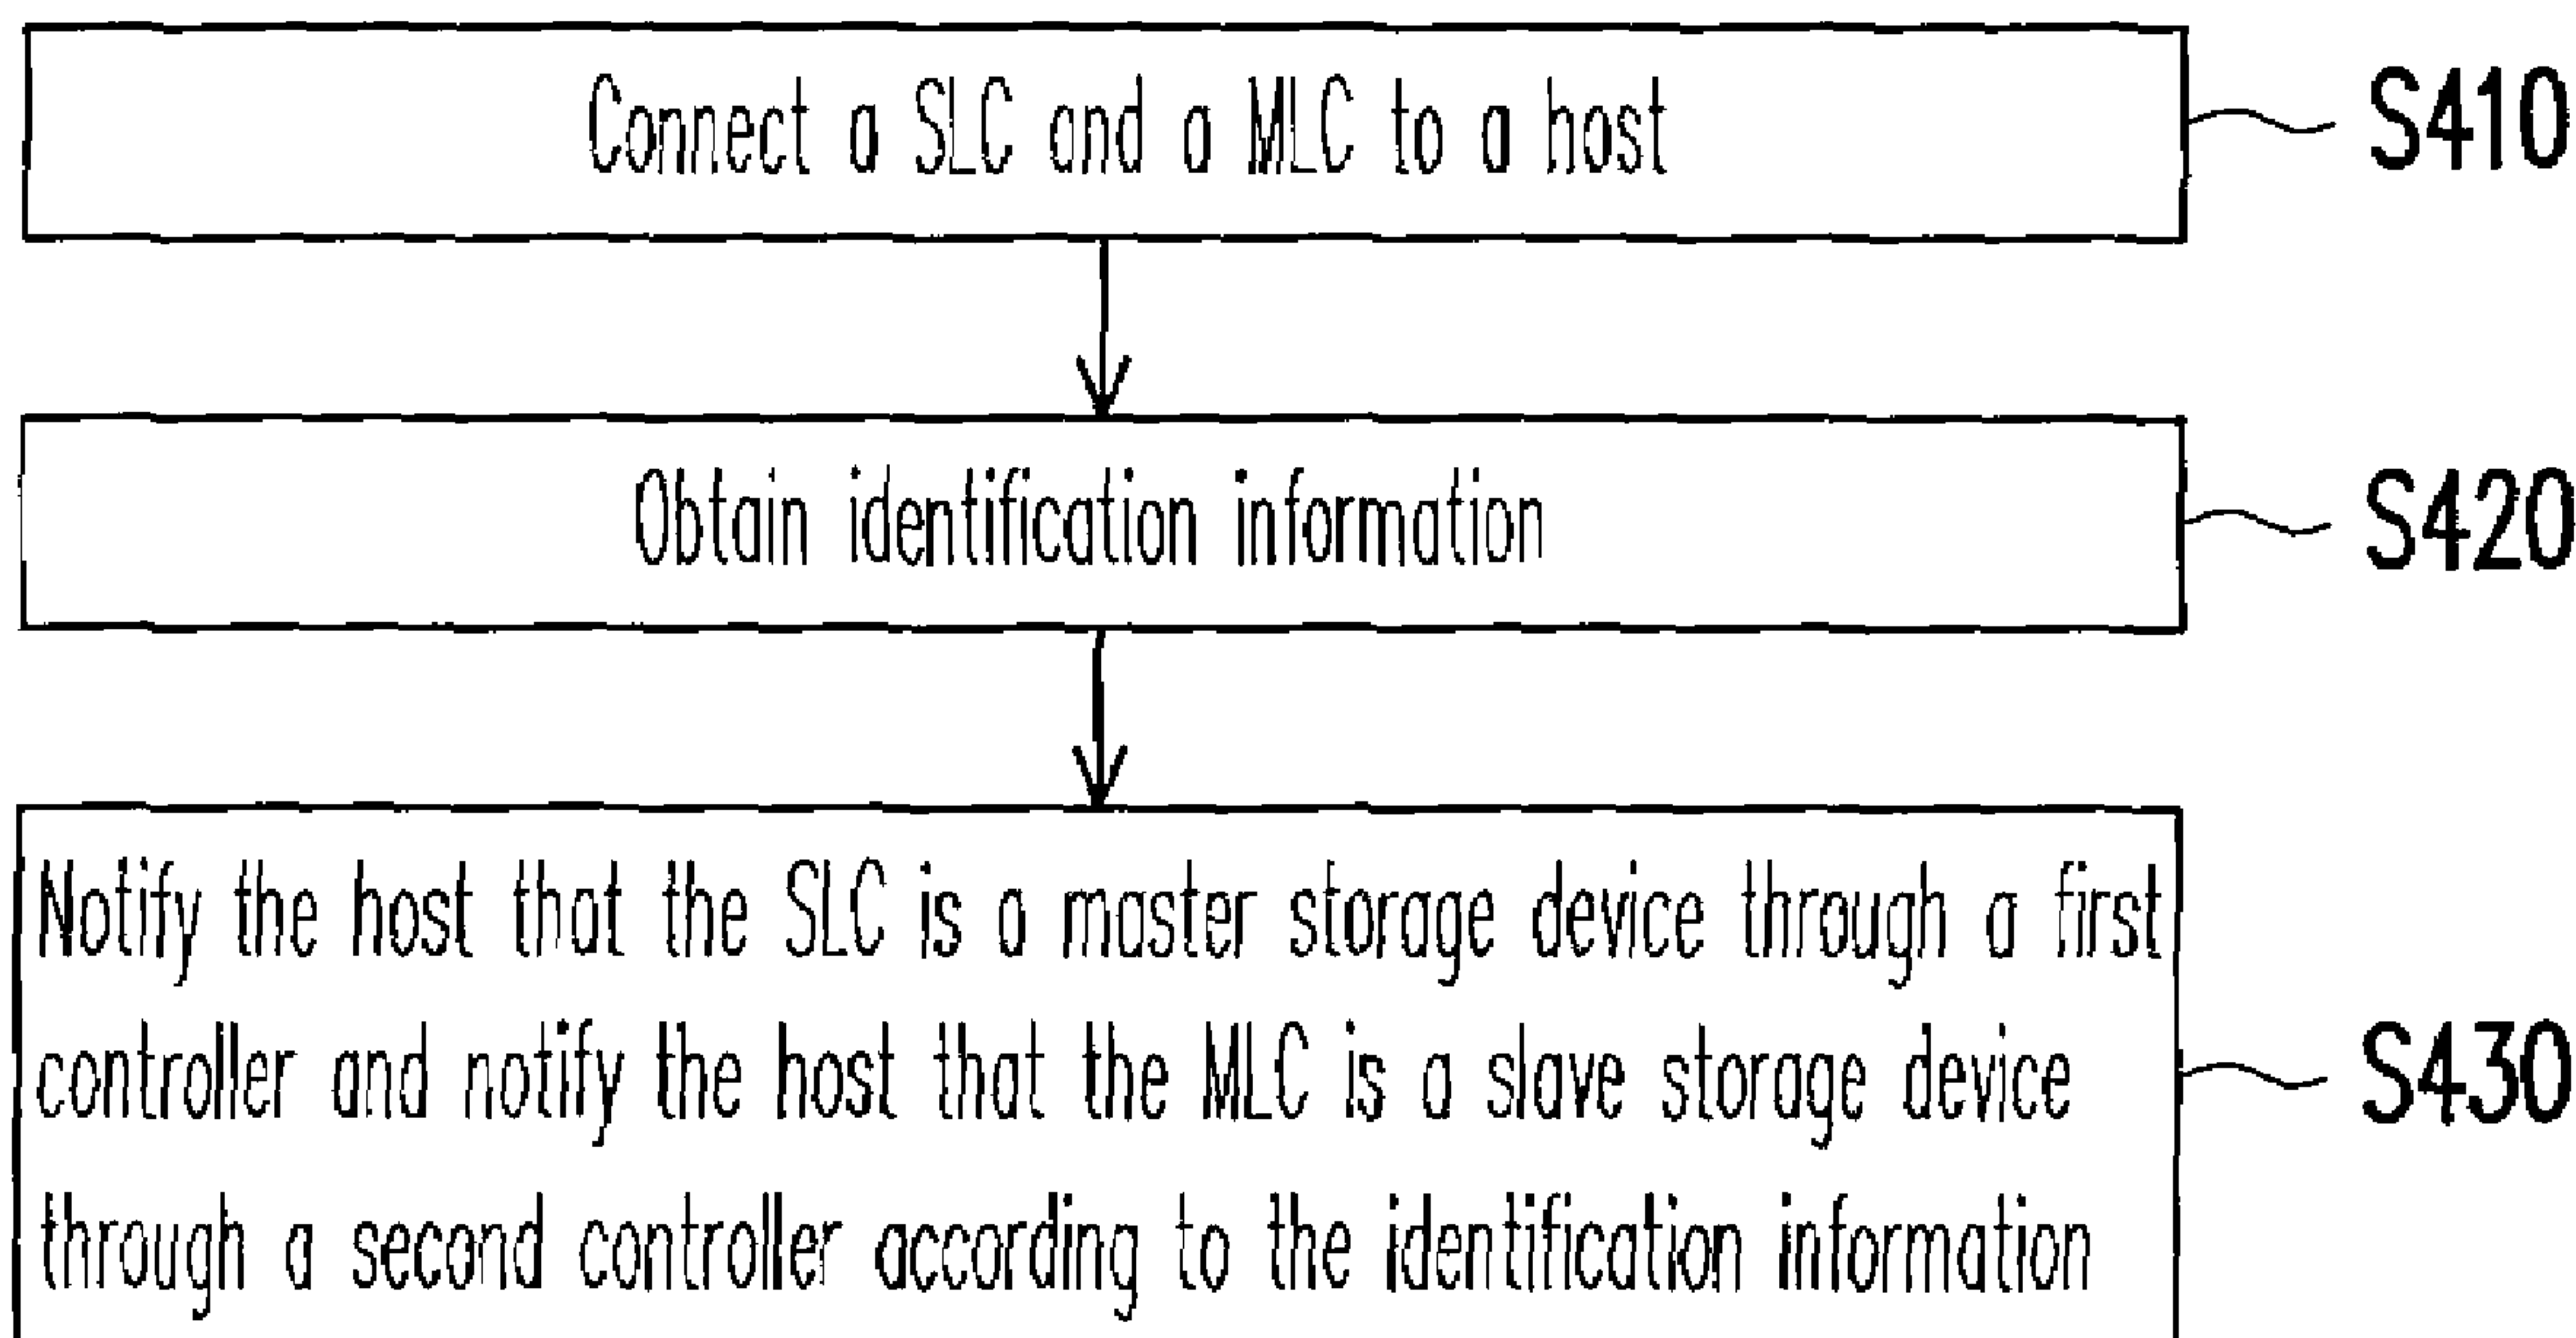 Connect a SLC and a MLC to a host
S410
Obtain identification information
S420
Notify the host that the SLC is a master storage device through a first
controller and notify the host that the MLC is a slave storage device
through a second controller according to the identification information
S430